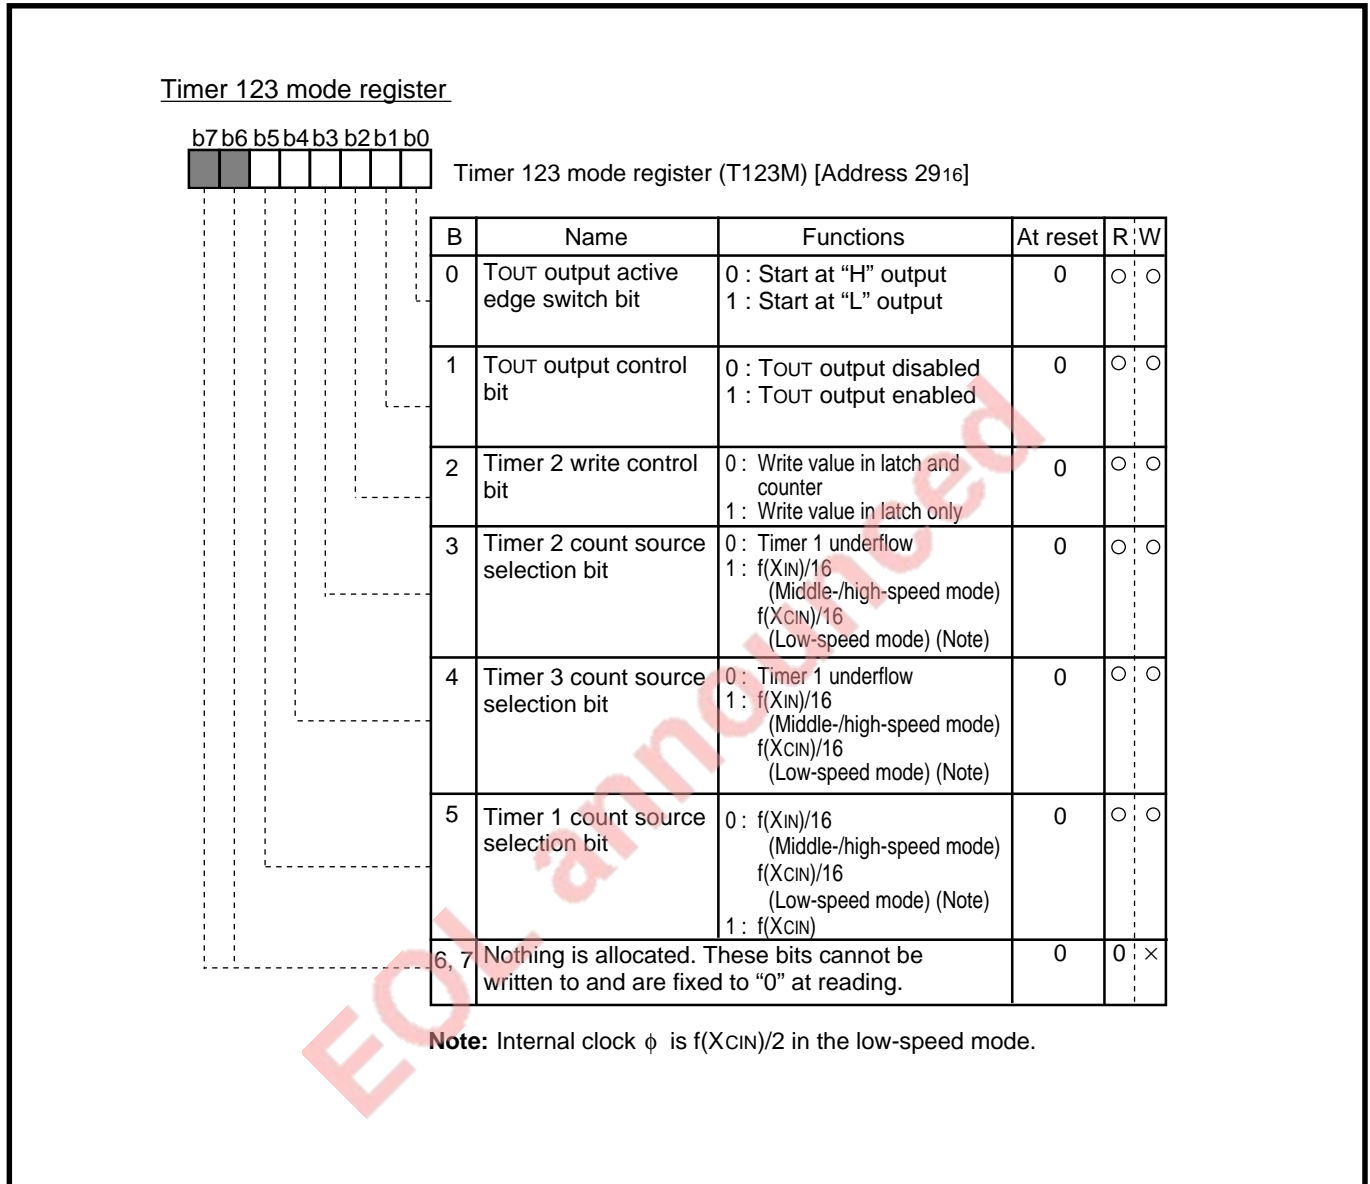 Timer 123 mode register
b7 b6 b5 b4 b3 b2 b1 b0
Timer 123 mode register (T123M) [Address 2916]
B Name Functions At reset R W
0 TOUT output active edge switch bit
0 : Start at “H” output
1 : Start at “L” output
0 ○ ○
1 TOUT output control bit
0 : TOUT output disabled
1 : TOUT output enabled
0 ○ ○
2 Timer 2 write control bit
0 : Write value in latch and counter
1 : Write value in latch only
0 ○ ○
3 Timer 2 count source selection bit
0 : Timer 1 underflow
1 : f(XIN)/16
(Middle-/high-speed mode)
f(XCIN)/16
(Low-speed mode) (Note)
0 ○ ○
4 Timer 3 count source selection bit
0 : Timer 1 underflow
1 : f(XIN)/16
(Middle-/high-speed mode)
f(XCIN)/16
(Low-speed mode) (Note)
0 ○ ○
5 Timer 1 count source selection bit
0 : f(XIN)/16
(Middle-/high-speed mode)
f(XCIN)/16
(Low-speed mode) (Note)
1 : f(XCIN)
0 ○ ○
6, 7 Nothing is allocated. These bits cannot be written to and are fixed to “0” at reading.
0 0 ×
Note: Internal clock ϕ is f(XCIN)/2 in the low-speed mode.
EOL announced